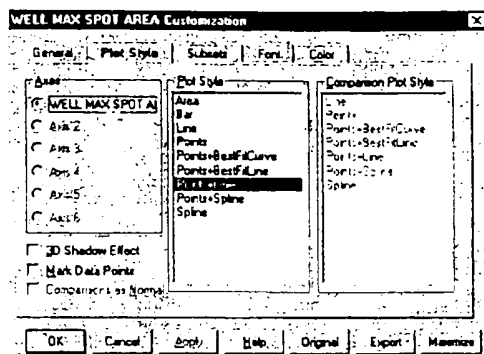 WELL MAX SPOT AREA Customization
General Plot Style Subsets Font Color
Axes
WELL MAX SPOT A
Axis 2
Axis 3
Axis 4
Axis 5
Axis 6
3D Shadow Effect
Mark Data Points
Comparison as Normal
Plot Style
Area
Bar
Line
Points
Points+BestFitCurve
Points+BestFitLine
Points+Spline
Spline
Comparison Plot Style
Line
Points
Points+BestFitCurve
Points+BestFitLine
Points+Line
Points+Spline
Spline
OK Cancel Apply Help Original Export Maximize